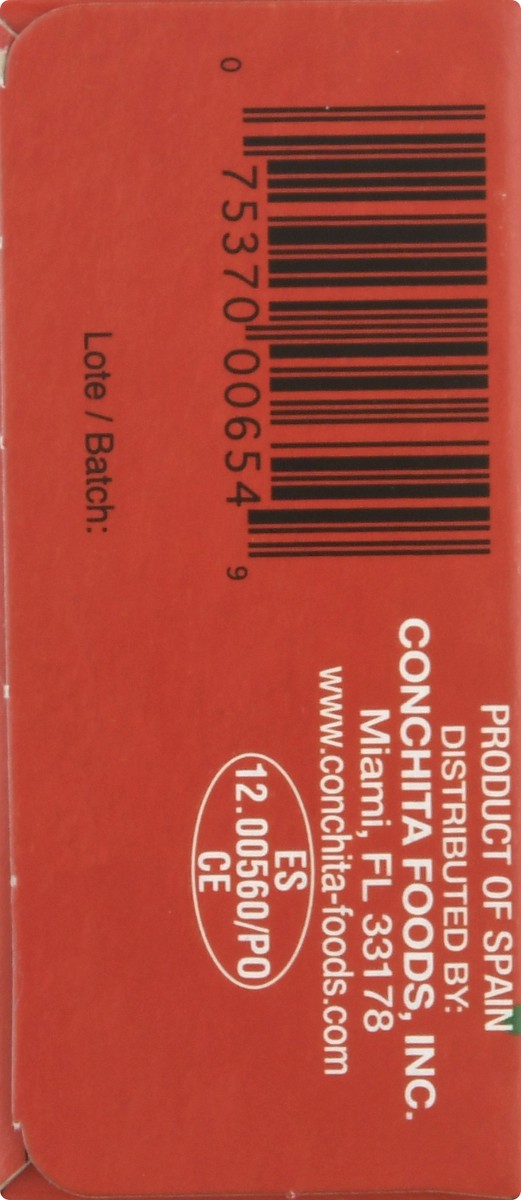 PRODUCT OF SPAIN
DISTRIBUTED BY:
CONCHITA FOODS, INC.
Miami, FL 33178
www.conchita-foods.com
ES
12.00560/PO
CE
0 75370 00654 9
Lote / Batch: